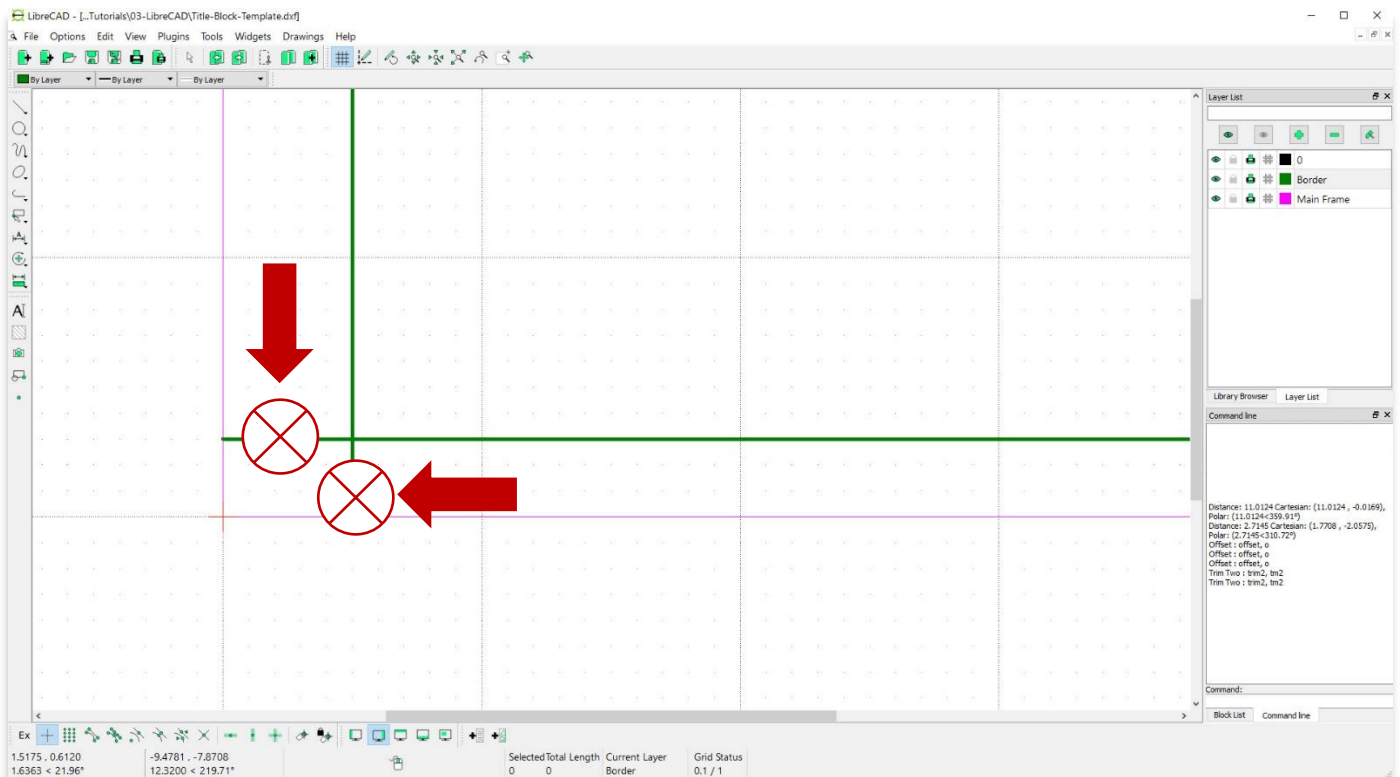 LibreCAD - [...Tutorials\03-LibreCAD\Title-Block-Template.dxf]
File Options Edit View Plugins Tools Widgets Drawings Help
By Layer By Layer By Layer
Layer List
0
Border
Main Frame
Library Browser Layer List
Command line
Distance: 11.0124 Cartesian: (11.0124 , -0.0169),
Polar: (11.0124<359.91°)
Distance: 2.7145 Cartesian: (1.7708 , -2.0575),
Polar: (2.7145<310.72°)
Offset : offset, o
Offset : offset, o
Offset : offset, o
Trim Two : trim2, tm2
Trim Two : trim2, tm2
Command:
Block List Command line
Ex
1.5175 , 0.6120 -9.4781 , -7.8708 Selected Total Length Current Layer Grid Status
1.6363 < 21.96° 12.3200 < 219.71° 0 0 Border 0.1 / 1